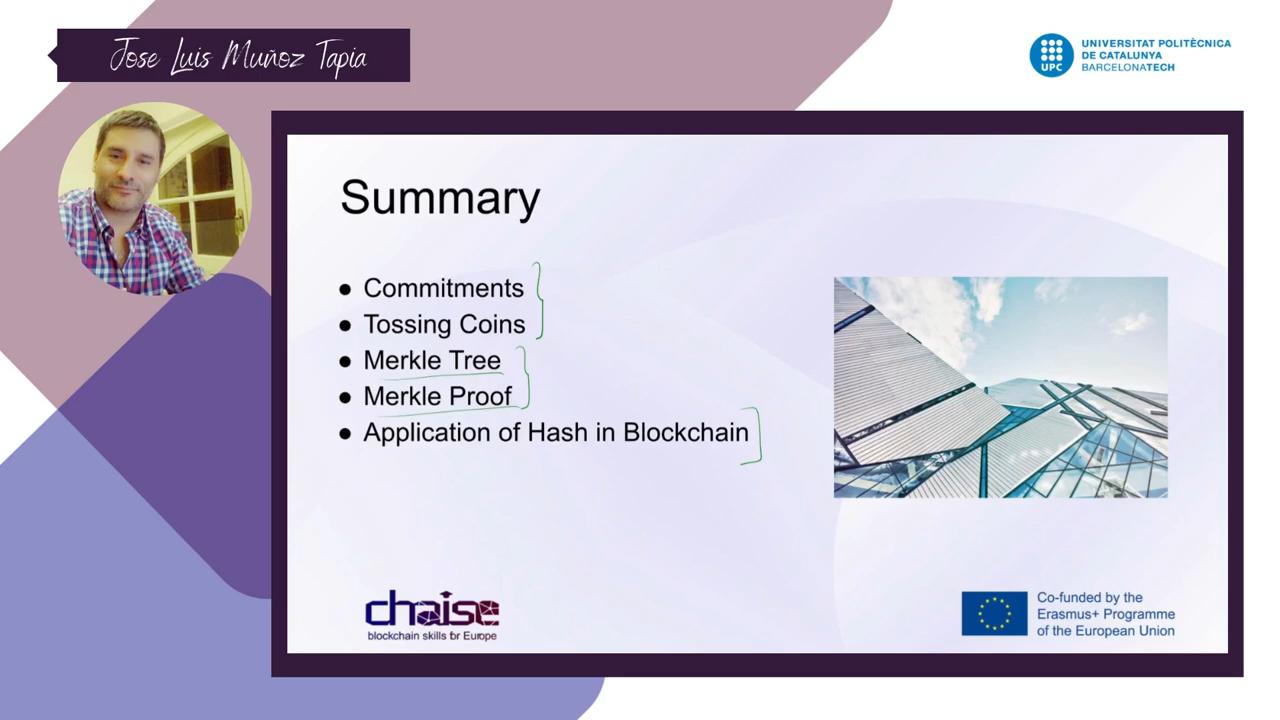 Jose Luis Muñoz Tapia
UPC
UNIVERSITAT POLITÈCNICA
DE CATALUNYA
BARCELONATECH
Summary
● Commitments
● Tossing Coins
● Merkle Tree
● Merkle Proof
● Application of Hash in Blockchain
chaise
blockchain skills for Europe
Co-funded by the
Erasmus+ Programme
of the European Union